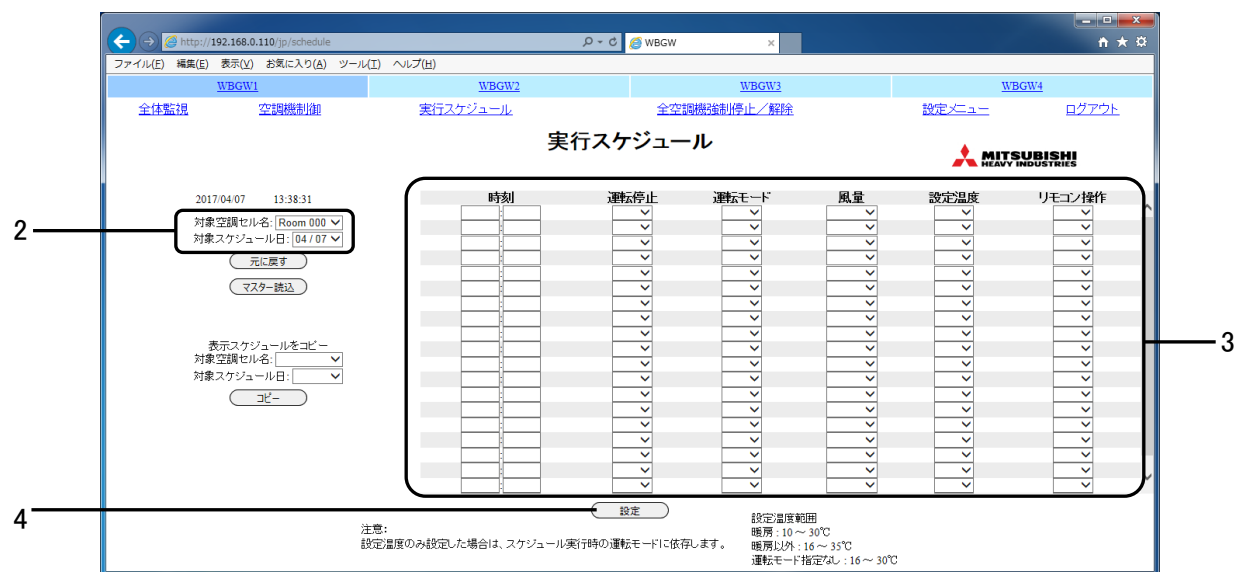 http://192.168.0.110/jp/schedule
WBGW
ファイル(F) 編集(E) 表示(V) お気に入り(A) ツール(T) ヘルプ(H)
WBGW1 WBGW2 WBGW3 WBGW4
全体監視 空調機制御 実行スケジュール 全空調機強制停止／解除 設定メニュー ログアウト
実行スケジュール
MITSUBISHI
HEAVY INDUSTRIES
2017/04/07 13:38:31
2
対象空調セル名: Room 000
対象スケジュール日: 04 / 07
元に戻す
マスター読込
表示スケジュールをコピー
対象空調セル名:
対象スケジュール日:
コピー
時刻 運転停止 運転モード 風量 設定温度 リモコン操作
3
4
設定
注意:
設定温度のみ設定した場合は、スケジュール実行時の運転モードに依存します。
設定温度範囲
暖房 : 10 ～ 30℃
暖房以外 : 16 ～ 35℃
運転モード指定なし : 16 ～ 30℃